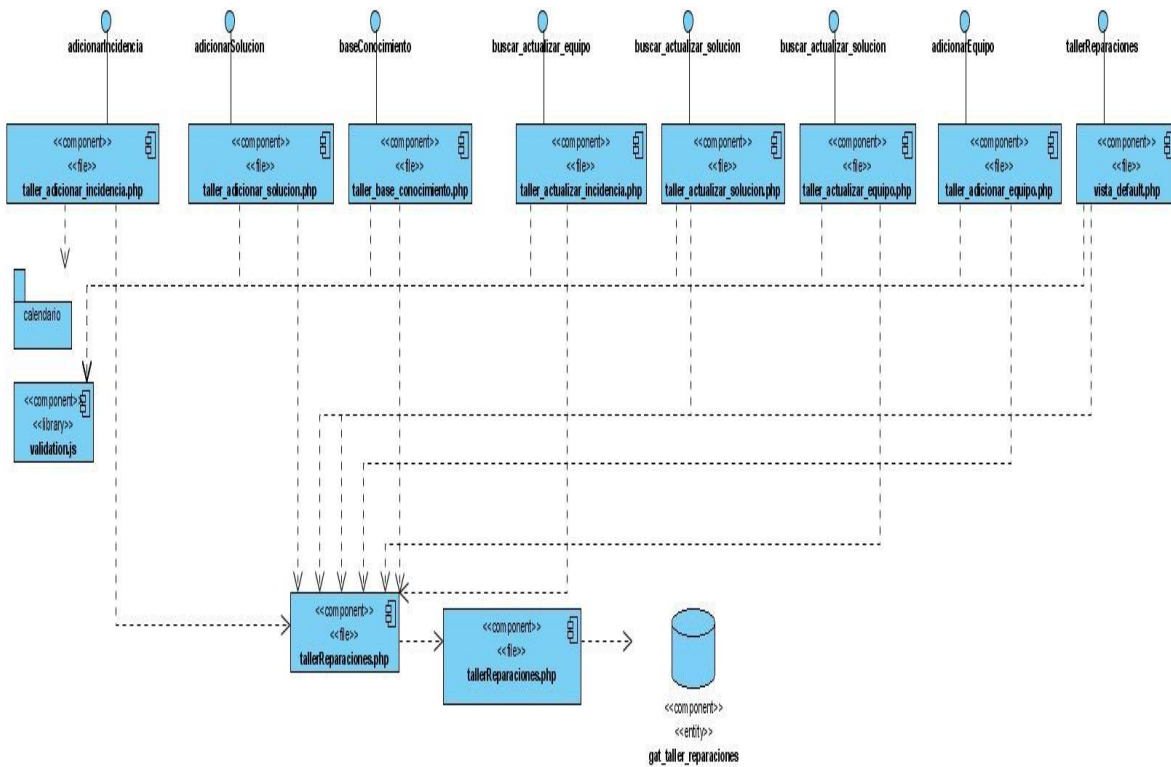 adicionarIncidencia
adicionarSolucion
baseConocimiento
buscar_actualizar_equipo
buscar_actualizar_solucion
buscar_actualizar_solucion
adicionarEquipo
tallerReparaciones
<<component>>
<<file>>
taller_adicionar_incidencia.php
<<component>>
<<file>>
taller_adicionar_solucion.php
<<component>>
<<file>>
taller_base_conocimiento.php
<<component>>
<<file>>
taller_actualizar_incidencia.php
<<component>>
<<file>>
taller_actualizar_solucion.php
<<component>>
<<file>>
taller_actualizar_equipo.php
<<component>>
<<file>>
taller_adicionar_equipo.php
<<component>>
<<file>>
vista_default.php
calendario
<<component>>
<<library>>
validation.js
<<component>>
<<file>>
tallerReparaciones.php
<<component>>
<<file>>
tallerReparaciones.php
<<component>>
<<entity>>
gat_taller_reparaciones